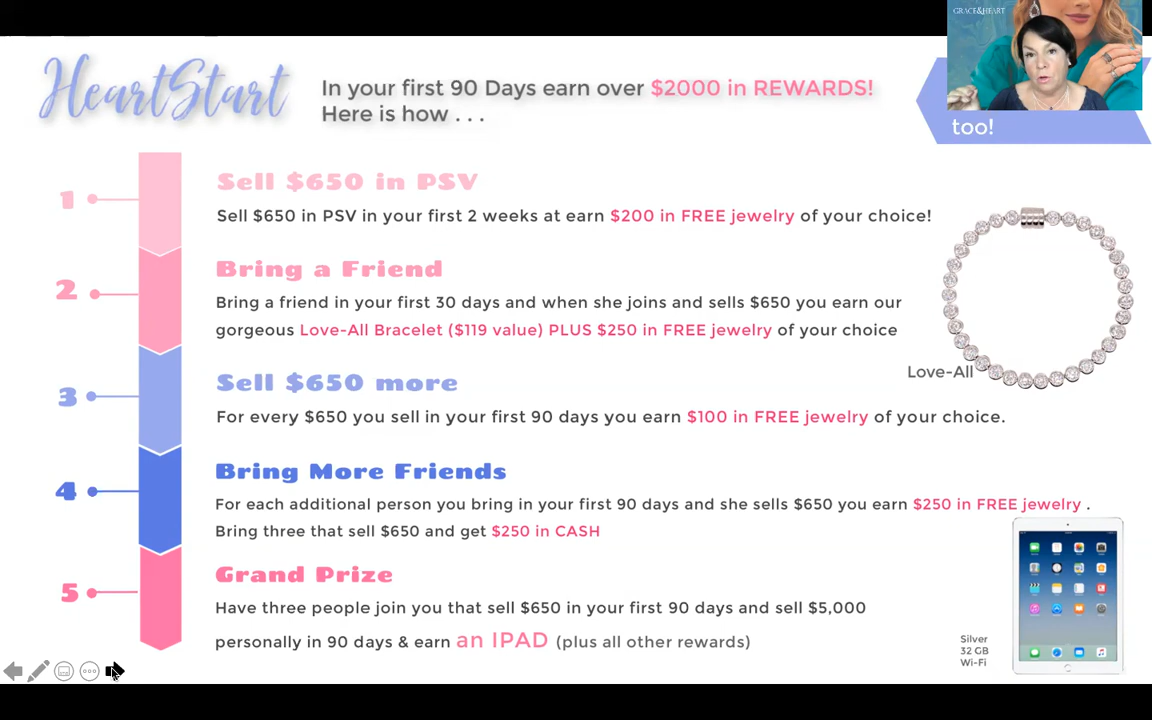 GRACE&HEART
HeartStart
In your first 90 Days earn over $2000 in REWARDS!
Here is how . . .
too!
1
Sell $650 in PSV
Sell $650 in PSV in your first 2 weeks at earn $200 in FREE jewelry of your choice!
2
Bring a Friend
Bring a friend in your first 30 days and when she joins and sells $650 you earn our
gorgeous Love-All Bracelet ($119 value) PLUS $250 in FREE jewelry of your choice
Love-All
3
Sell $650 more
For every $650 you sell in your first 90 days you earn $100 in FREE jewelry of your choice.
4
Bring More Friends
For each additional person you bring in your first 90 days and she sells $650 you earn $250 in FREE jewelry .
Bring three that sell $650 and get $250 in CASH
5
Grand Prize
Have three people join you that sell $650 in your first 90 days and sell $5,000
personally in 90 days & earn an IPAD (plus all other rewards)
Silver
32 GB
Wi-Fi